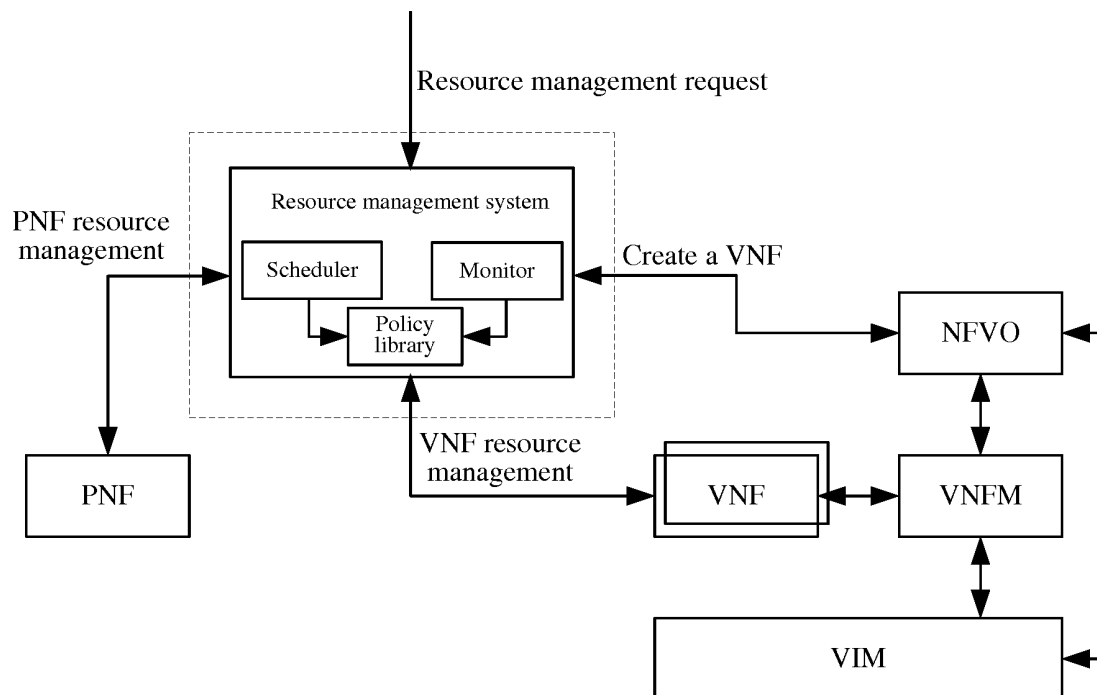 Resource management request
Resource management system
PNF resource
management
Scheduler
Monitor
Create a VNF
Policy
library
NFVO
VNF resource
management
PNF
VNF
VNFM
VIM